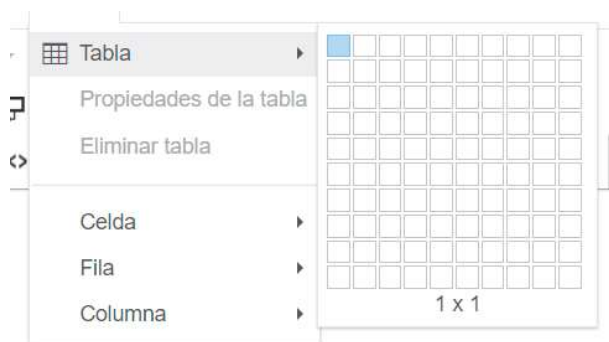 Tabla
Propiedades de la tabla
Eliminar tabla
Celda
Fila
Columna
1 x 1